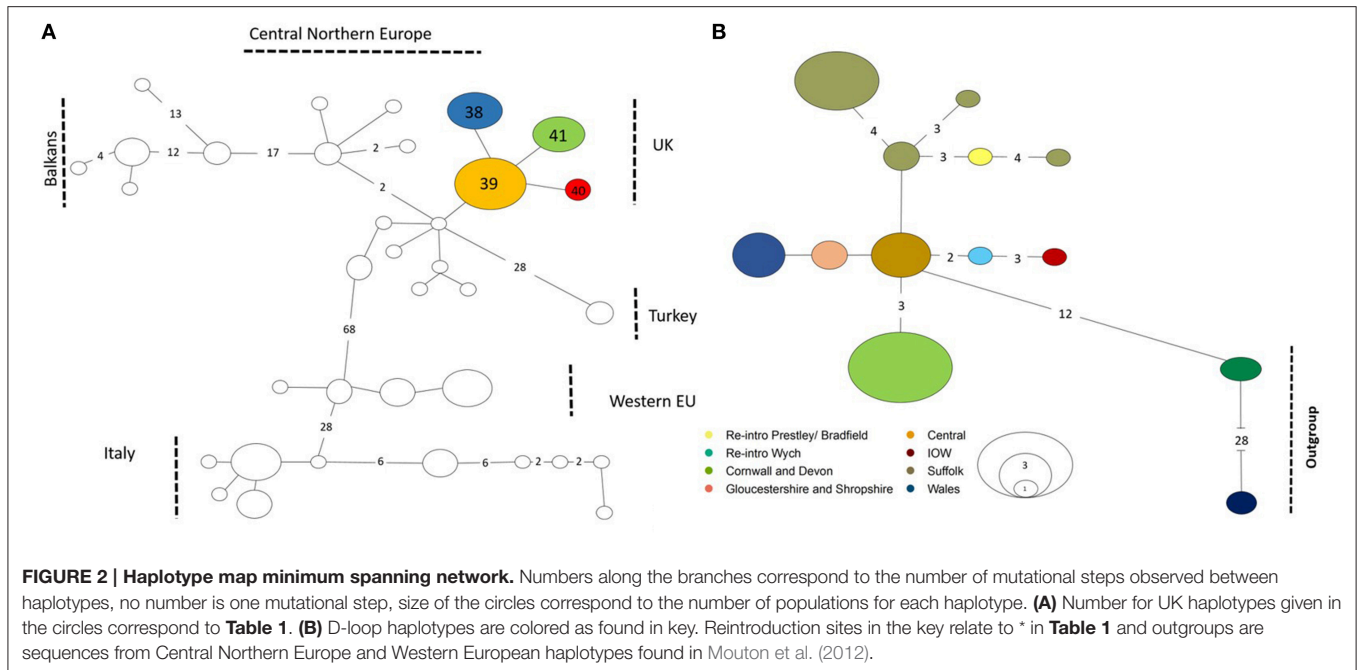 A
Central Northern Europe
Balkans
13
4
12
17
2
2
38
41
39
40
UK
28
Turkey
68
Western EU
28
Italy
6
6
2
2
B
4
3
3
4
2
3
3
12
28
Outgroup
Re-intro Prestley/ Bradfield
Re-intro Wych
Cornwall and Devon
Gloucestershire and Shropshire
Central
IOW
Suffolk
Wales
3
1
FIGURE 2 | Haplotype map minimum spanning network. Numbers along the branches correspond to the number of mutational steps observed between
haplotypes, no number is one mutational step, size of the circles correspond to the number of populations for each haplotype. (A) Number for UK haplotypes given in
the circles correspond to Table 1. (B) D-loop haplotypes are colored as found in key. Reintroduction sites in the key relate to * in Table 1 and outgroups are
sequences from Central Northern Europe and Western European haplotypes found in Mouton et al. (2012).